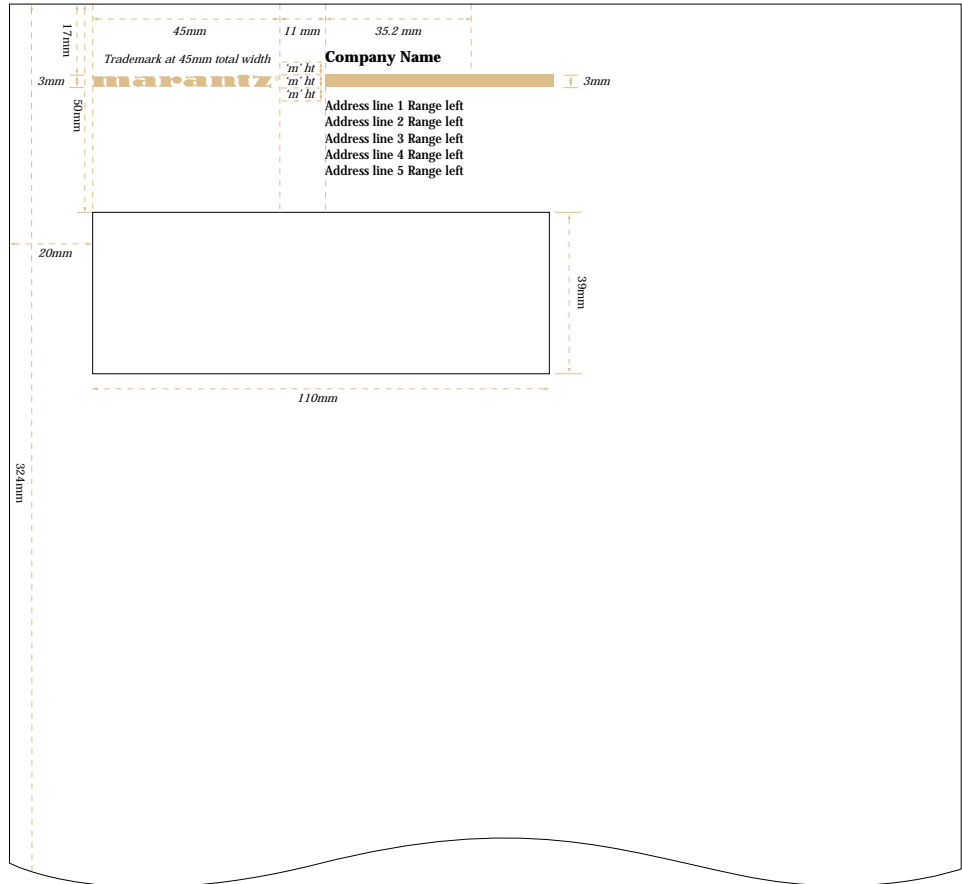 45mm
11 mm
35.2 mm
17mm
Trademark at 45mm total width
Company Name
'm' ht
3mm
marantz®
'm' ht
3mm
'm' ht
50mm
Address line 1 Range left
Address line 2 Range left
Address line 3 Range left
Address line 4 Range left
Address line 5 Range left
20mm
39mm
110mm
324mm